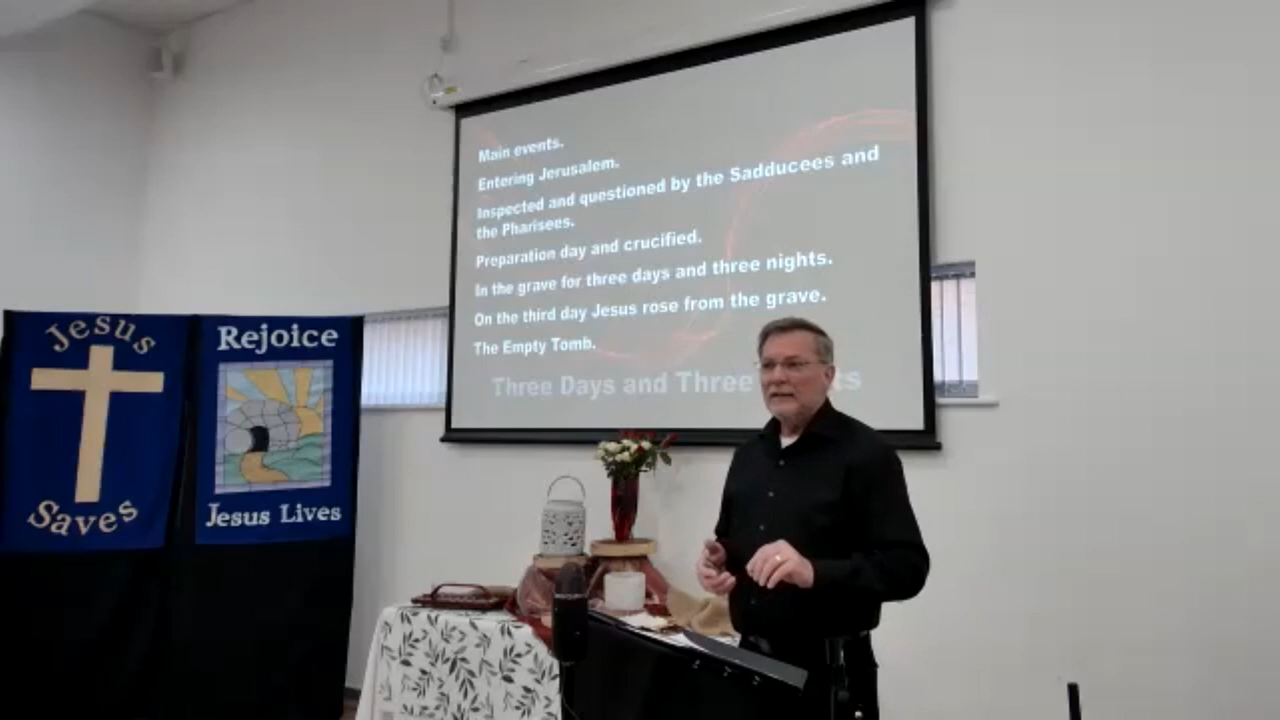 Main events.
Entering Jerusalem.
Inspected and questioned by the Sadducees and
the Pharisees.
Preparation day and crucified.
In the grave for three days and three nights.
On the third day Jesus rose from the grave.
The Empty Tomb.
Three Days and Three
Jesus
Saves
Rejoice
Jesus Lives